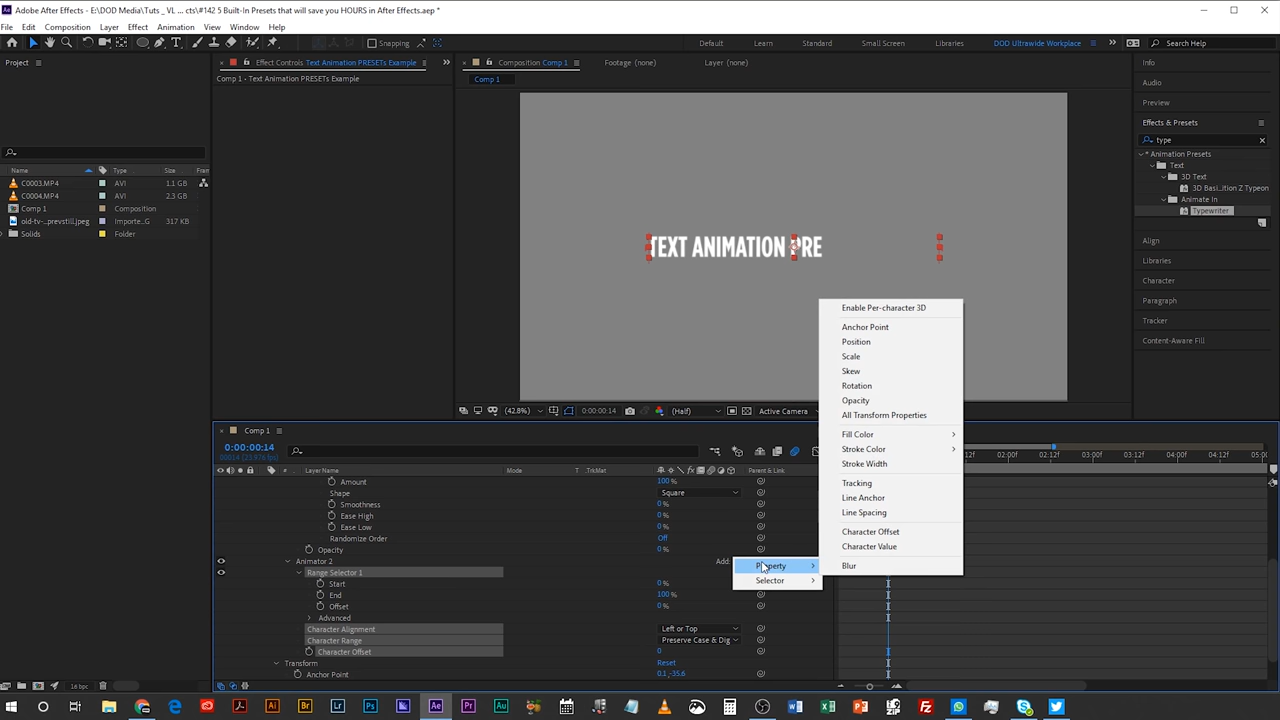 Adobe After Effects - E:\DOD Media\Tuts _ VL ... cts\#142 5 Built-In Presets that will save you HOURS in After Effects.aep *
File Edit Composition Layer Effect Animation View Window Help
Snapping Default Learn Standard Small Screen Libraries DOD Ultrawide Workplace Search Help
Project Effect Controls Text Animation PRESETs Example Composition Comp 1 Footage (none) Layer (none) Info
Comp 1 • Text Animation PRESETs Example Comp 1
Audio
Preview
Effects & Presets
type
Name Type Size Fram
* Animation Presets
Text
3D Text
3D Basi...ition Z Typeon
Animate In
Typewriter
C0003.MP4 AVI 1.1 GB
C0004.MP4 AVI 2.3 GB
Comp 1 Composition
old-tv-...prevstill.jpeg Importe...G 317 KB
Solids Folder
TEXT ANIMATION PRE
Align
Libraries
Character
Paragraph
Tracker
Content-Aware Fill
Enable Per-character 3D
Anchor Point
Position
Scale
Skew
Rotation
Opacity
All Transform Properties
Fill Color
Stroke Color
Stroke Width
Tracking
Line Anchor
Line Spacing
Character Offset
Character Value
Blur
(42.8%) 0:00:00:14 (Half) Active Camera
Comp 1
0:00:00:14
12f 02:00f 02:12f 03:00f 03:12f 04:00f 04:12f 05:00
Layer Name Mode T TrkMat Parent & Link
Amount 100%
Shape Square
Smoothness 0%
Ease High 0%
Ease Low 0%
Randomize Order Off
Opacity 0%
Animator 2 Add:
Property
Selector
Range Selector 1
Start 0%
End 100%
Offset 0%
Advanced
Character Alignment Left or Top
Character Range Preserve Case & Dig
Character Offset 0
Transform Reset
Anchor Point 0.1,-35.6
16 bpc